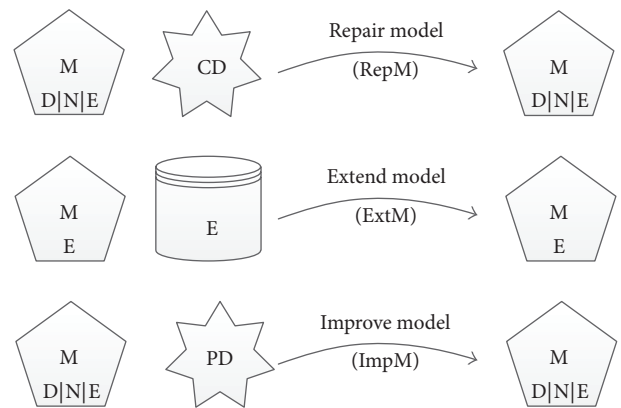 M
D|N|E
CD
Repair model
(RepM)
M
D|N|E
M
E
E
Extend model
(ExtM)
M
E
M
D|N|E
PD
Improve model
(ImpM)
M
D|N|E